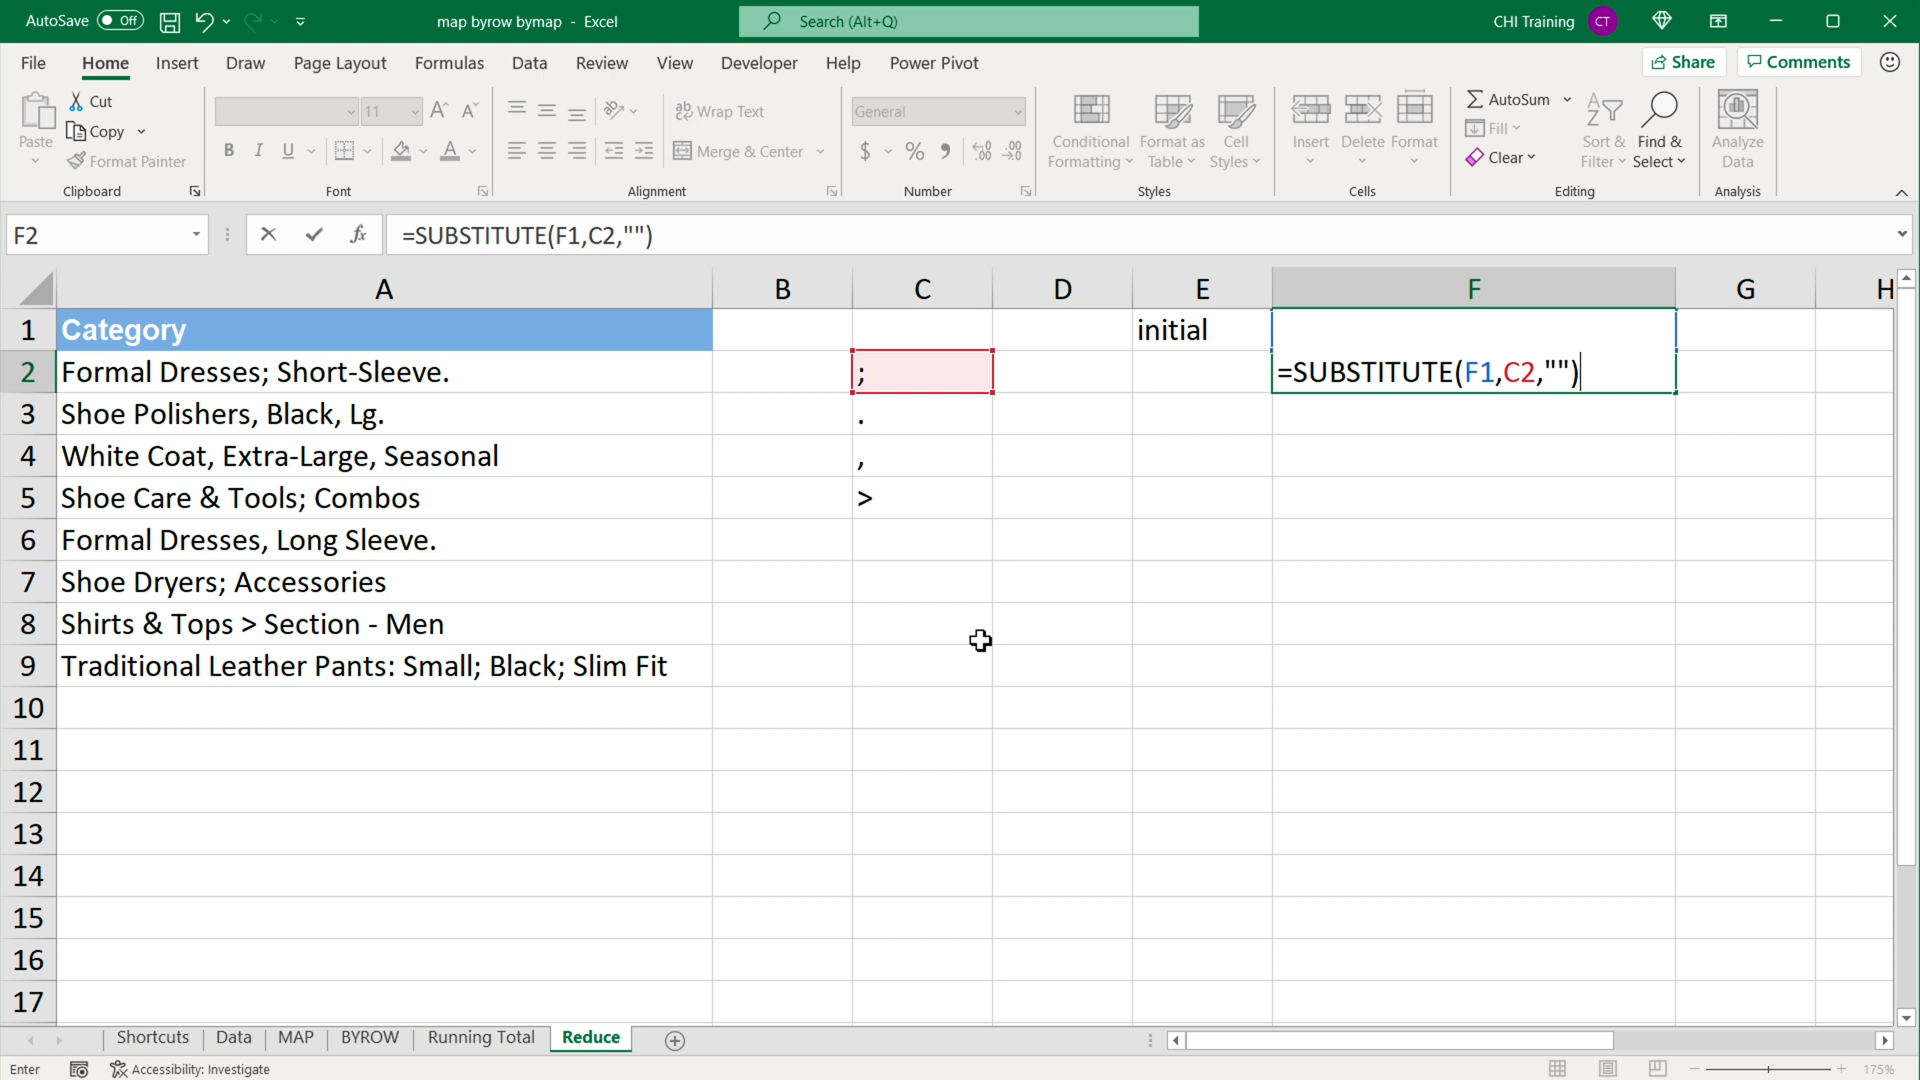 AutoSave Off
map byrow bymap - Excel
Search (Alt+Q)
CHI Training CT
File Home Insert Draw Page Layout Formulas Data Review View Developer Help Power Pivot
Share Comments
Paste
Cut
Copy
Format Painter
Clipboard
11
B I U
Font
Wrap Text
Merge & Center
Alignment
General
$ % ,
Number
Conditional Formatting
Format as Table
Cell Styles
Styles
Insert Delete Format
Cells
AutoSum
Fill
Clear
Sort & Filter
Find & Select
Editing
Analyze Data
Analysis
F2
fx
=SUBSTITUTE(F1,C2,"")
A B C D E F G H
1 Category initial
2 Formal Dresses; Short-Sleeve. ; =SUBSTITUTE(F1,C2,"")
3 Shoe Polishers, Black, Lg. .
4 White Coat, Extra-Large, Seasonal ,
5 Shoe Care & Tools; Combos >
6 Formal Dresses, Long Sleeve.
7 Shoe Dryers; Accessories
8 Shirts & Tops > Section - Men
9 Traditional Leather Pants: Small; Black; Slim Fit
10
11
12
13
14
15
16
17
Shortcuts Data MAP BYROW Running Total Reduce
Enter Accessibility: Investigate 175%